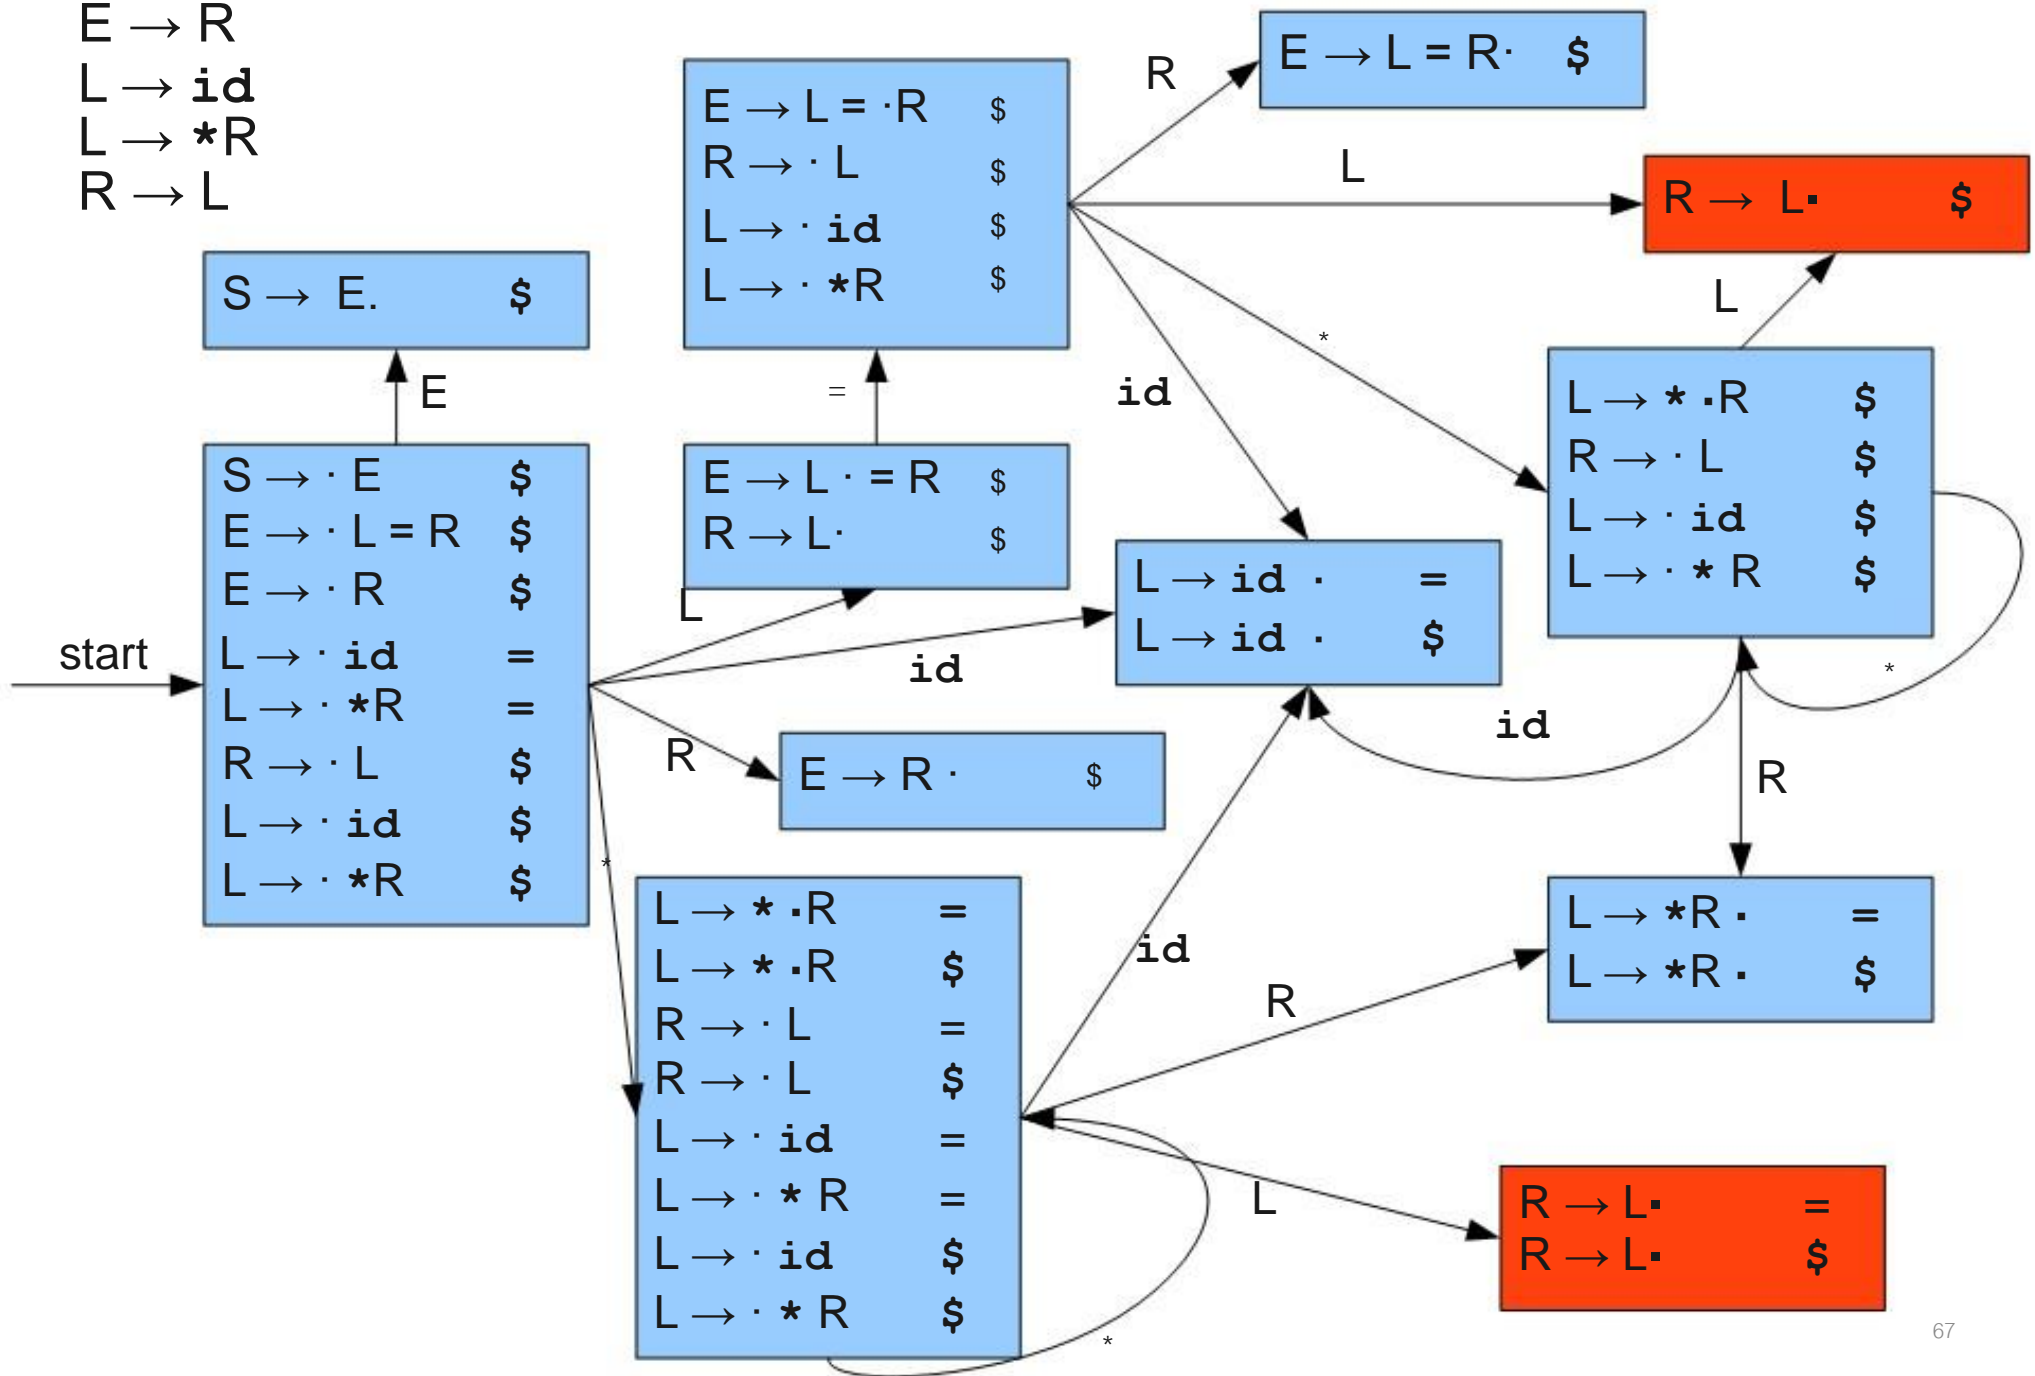 E → R
L → id
L → *R
R → L
E → L = R· $
R
E → L = ·R $
R → · L $
L → · id $
L → · *R $
L
R → L▪ $
S → E. $
L
*
E
=
id
L → * ▪R $
R → · L $
L → · id $
L → · * R $
S → · E $
E → · L = R $
E → · R $
L → · id =
L → · *R =
R → · L $
L → · id $
L → · *R $
E → L · = R $
R → L· $
L → id · =
L → id · $
L
start
id
*
id
R
E → R · $
R
*
L → * ▪R =
L → * ▪R $
R → · L =
R → · L $
L → · id =
L → · * R =
L → · id $
L → · * R $
L → *R ▪ =
L → *R ▪ $
id
R
L
R → L▪ =
R → L▪ $
*
67